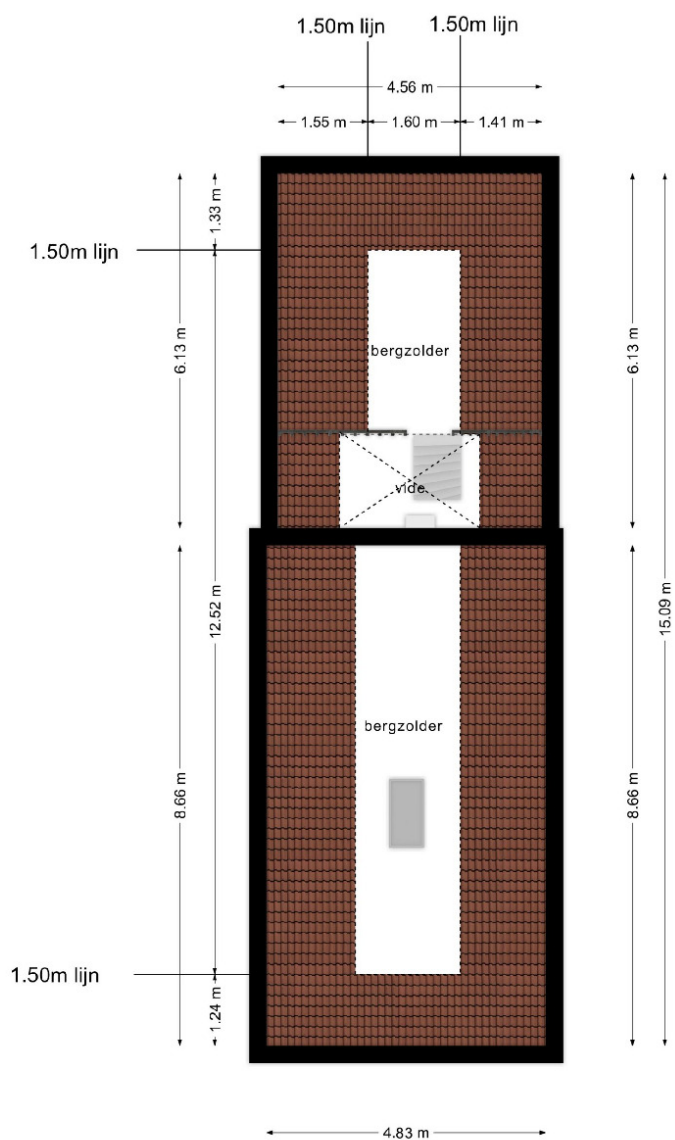 1.50m lijn
1.50m lijn
4.56 m
1.55 m
1.60 m
1.41 m
1.33 m
1.50m lijn
6.13 m
6.13 m
bergzolder
vide
12.52 m
15.09 m
bergzolder
8.66 m
8.66 m
1.50m lijn
1.24 m
4.83 m